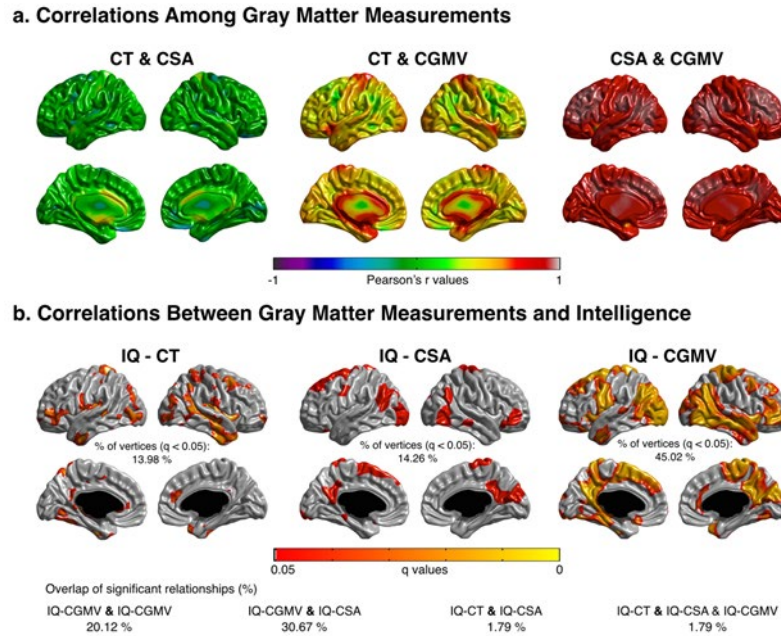 a. Correlations Among Gray Matter Measurements
CT & CSA
CT & CGMV
CSA & CGMV
-1
Pearson's r values
1
b. Correlations Between Gray Matter Measurements and Intelligence
IQ - CT
IQ - CSA
IQ - CGMV
% of vertices (q < 0.05):
13.98 %
% of vertices (q < 0.05):
14.26 %
% of vertices (q < 0.05):
45.02 %
0.05
q values
0
Overlap of significant relationships (%)
IQ-CGMV & IQ-CGMV
20.12 %
IQ-CGMV & IQ-CSA
30.67 %
IQ-CT & IQ-CSA
1.79 %
IQ-CT & IQ-CSA & IQ-CGMV
1.79 %